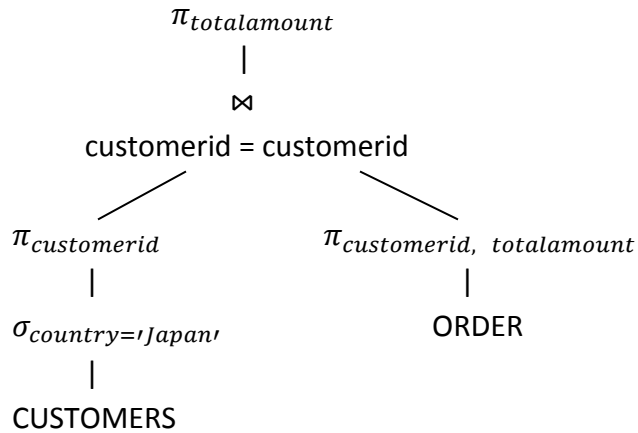 π_totalamount
⋈
customerid = customerid
π_customerid
π_customerid, totalamount
σ_country='Japan'
ORDER
CUSTOMERS